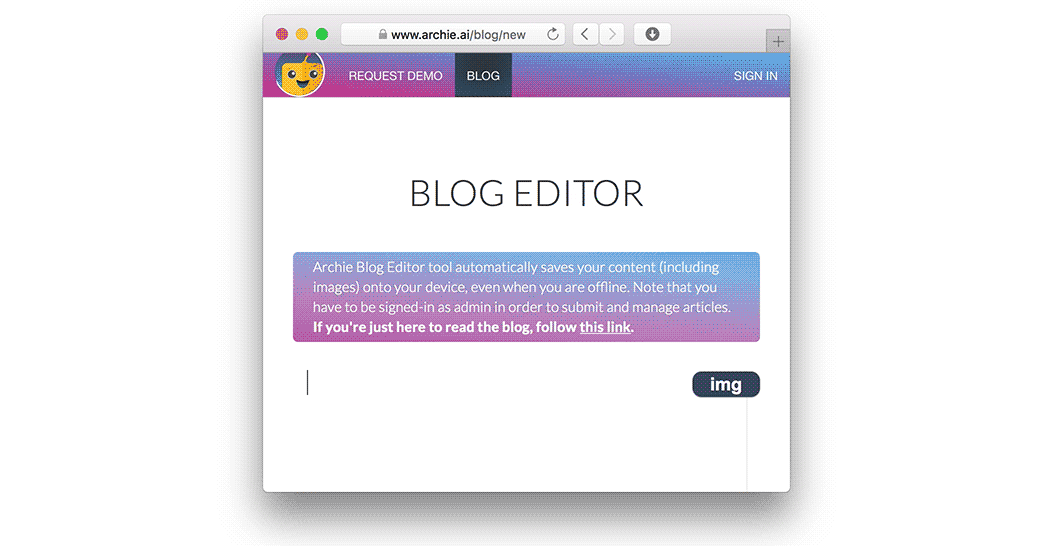 www.archie.ai/blog/new
REQUEST DEMO
BLOG
SIGN IN
BLOG EDITOR
Archie Blog Editor tool automatically saves your content (including
images) onto your device, even when you are offline. Note that you
have to be signed-in as admin in order to submit and manage articles.
If you're just here to read the blog, follow this link.
img